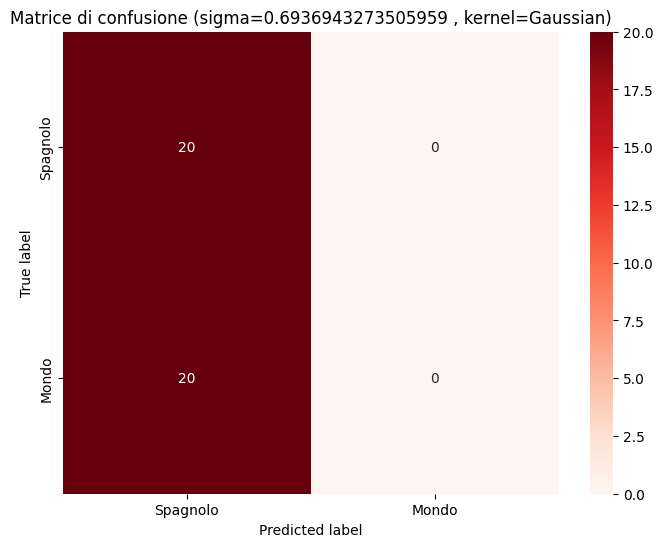 Matrice di confusione (sigma=0.6936943273505959 , kernel=Gaussian)
20.0
17.5
15.0
12.5
10.0
7.5
5.0
2.5
0.0
True label
Spagnolo
20
0
Mondo
20
0
Spagnolo
Mondo
Predicted label